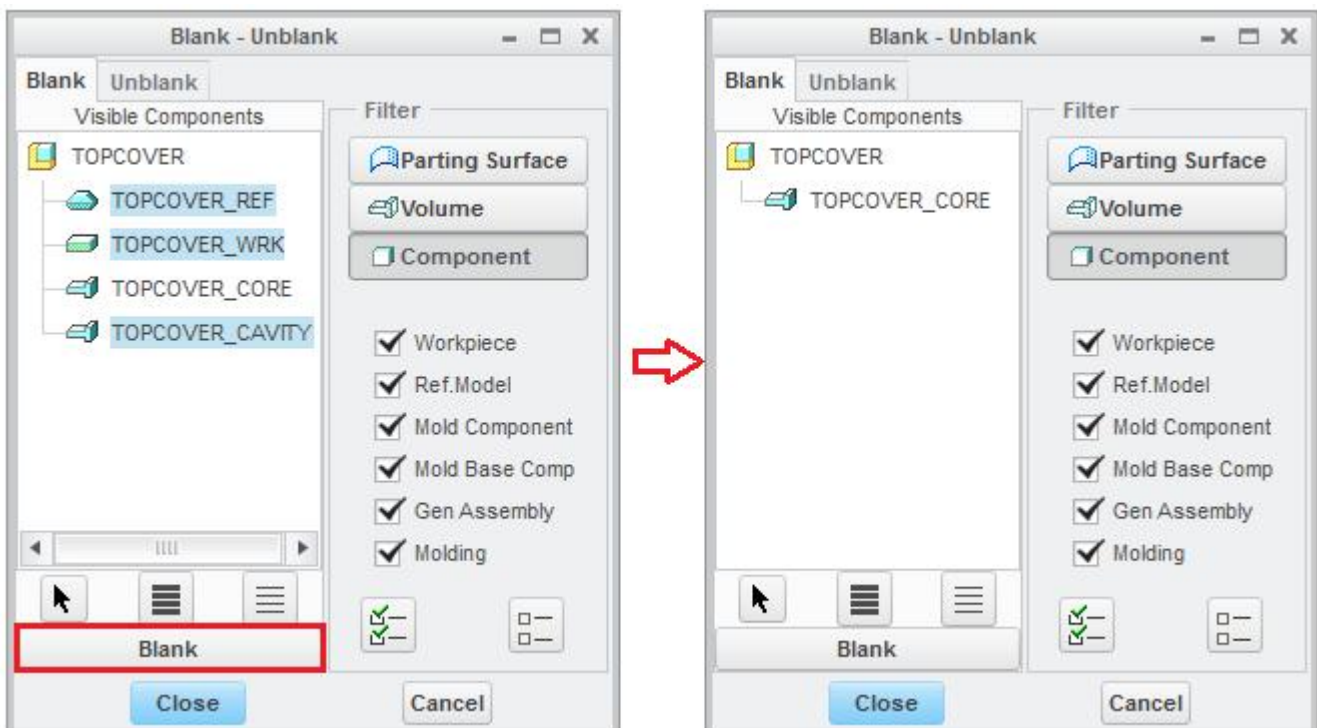 Blank - Unblank
Blank Unblank
Visible Components
TOPCOVER
TOPCOVER_REF
TOPCOVER_WRK
TOPCOVER_CORE
TOPCOVER_CAVITY
Blank
Filter
Parting Surface
Volume
Component
Workpiece
Ref.Model
Mold Component
Mold Base Comp
Gen Assembly
Molding
Close Cancel
Blank - Unblank
Blank Unblank
Visible Components
TOPCOVER
TOPCOVER_CORE
Blank
Filter
Parting Surface
Volume
Component
Workpiece
Ref.Model
Mold Component
Mold Base Comp
Gen Assembly
Molding
Close Cancel